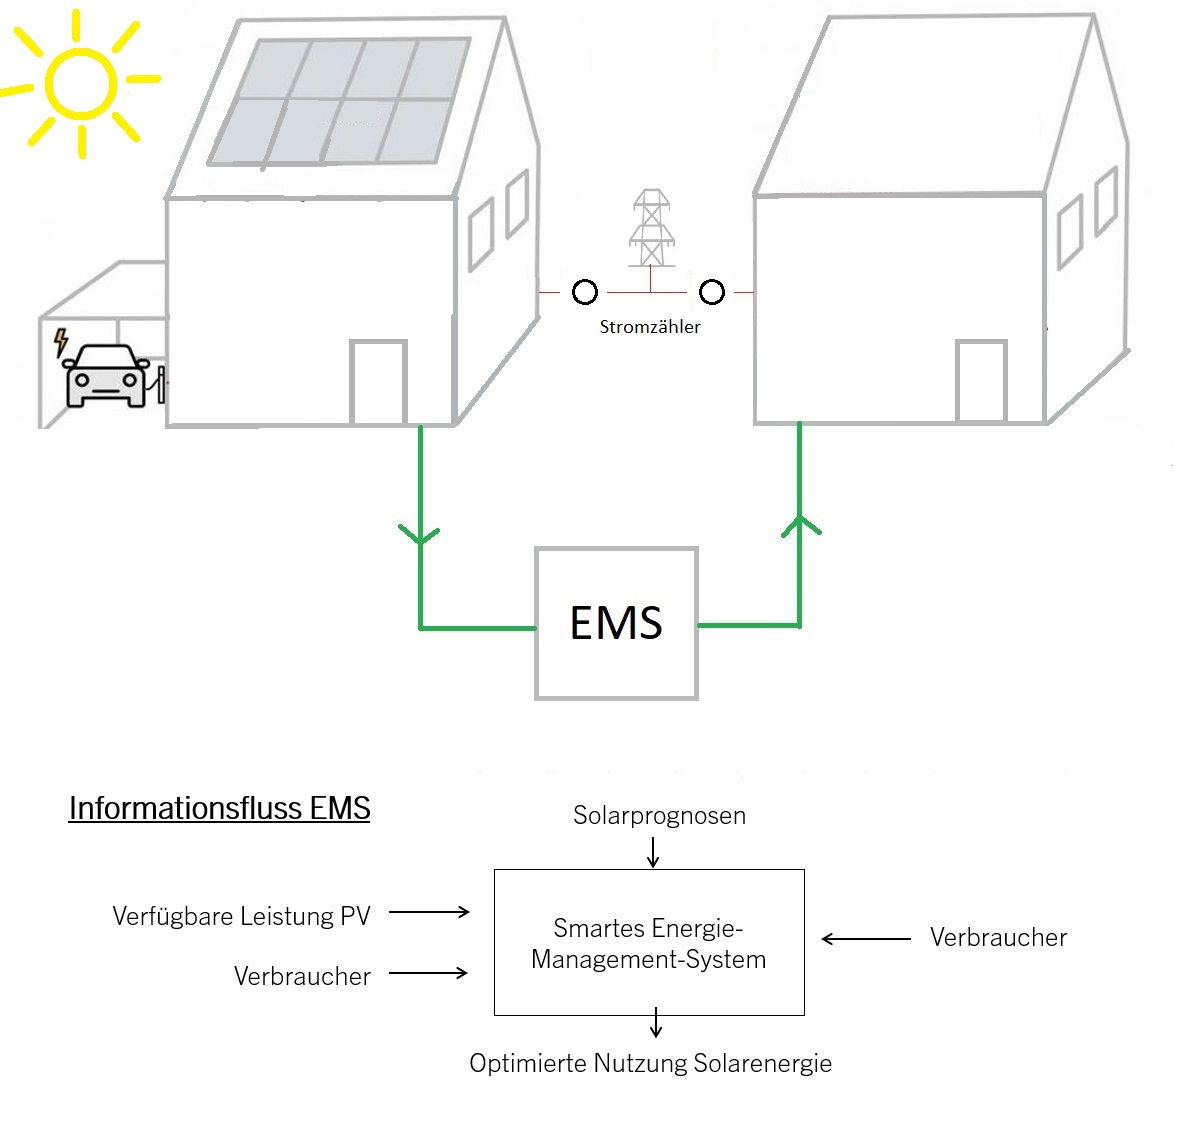 Stromzähler
EMS
Informationsfluss EMS
Solarprognosen
Verfügbare Leistung PV
Verbraucher
Smartes Energie-
Management-System
Verbraucher
Optimierte Nutzung Solarenergie